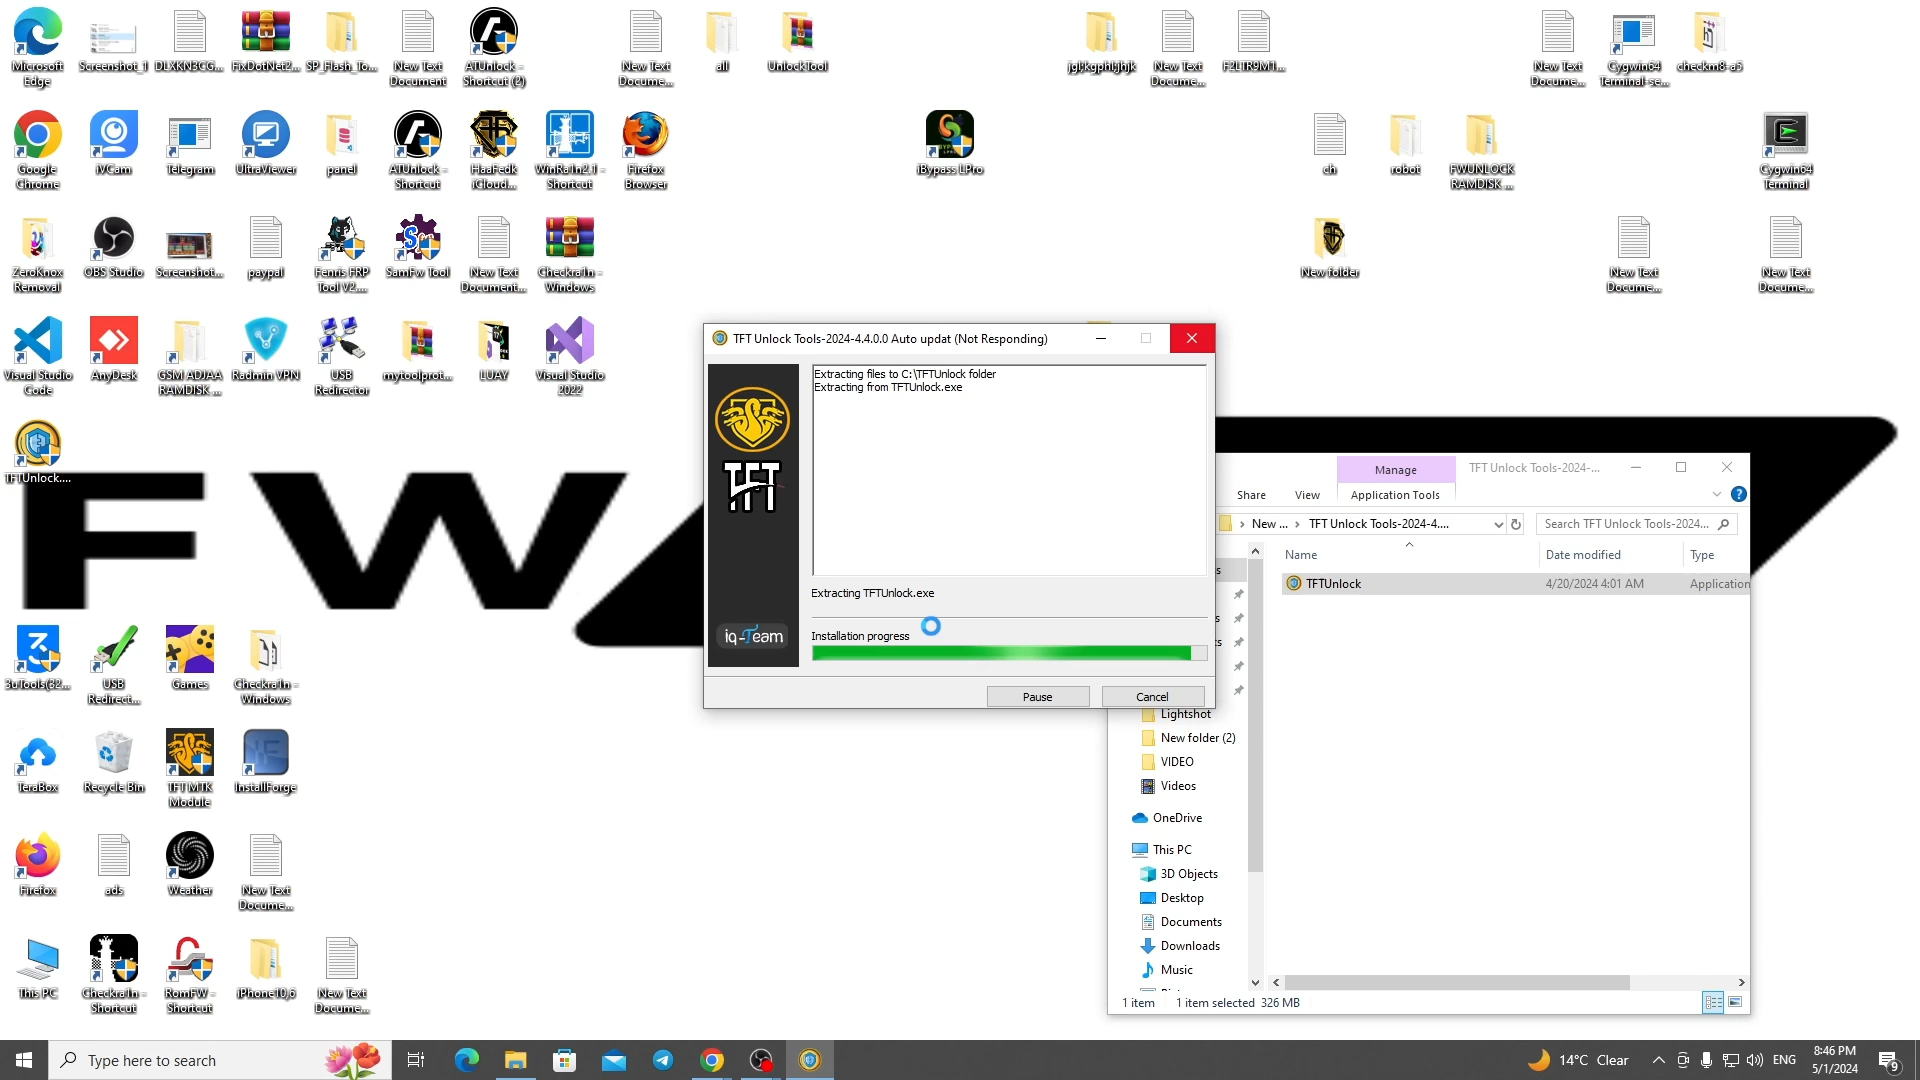 Microsoft
Edge
Screenshot_1
DLXKN3CG...
FixDotNet2...
SP_Flash_To...
New Text
Document
ATUnlock -
Shortcut (2)
New Text
Docume...
all
UnlockTool
jgl;kgphl;jhjk
New Text
Docume...
F2LTR9M1...
New Text
Docume...
Cygwin64
Terminal-se...
checkm8-a5
Google
Chrome
iVCam
Telegram
UltraViewer
panel
ATUnlock -
Shortcut
HaaFedk
iCloud...
WinRa1n2.1 -
Shortcut
Firefox
Browser
iBypass LPro
ch
robot
FWUNLOCK
RAMDISK ...
Cygwin64
Terminal
ZeroKnox
Removal
OBS Studio
Screenshot...
paypal
Fenris FRP
Tool V2....
SamFw Tool
New Text
Document...
Checkra1n -
Windows
New folder
New Text
Docume...
New Text
Docume...
Visual Studio
Code
AnyDesk
GSM ADJAA
RAMDISK ...
Radmin VPN
USB
Redirector
mytoolprot...
LUAY
Visual Studio
2022
TFTUnlock....
FW
3uTools(32...
USB
Redirect...
Games
Checkra1n -
Windows
TeraBox
Recycle Bin
TFT MTK
Module
InstallForge
Firefox
ads
Weather
New Text
Docume...
This PC
Checkra1n -
Shortcut
RomFW -
Shortcut
iPhone10,6
New Text
Docume...
TFT Unlock Tools-2024-4.4.0.0 Auto updat (Not Responding)
Extracting files to C:\TFTUnlock folder
Extracting from TFTUnlock.exe
TFT
iq-Team
Extracting TFTUnlock.exe
Installation progress
Pause
Cancel
Manage
TFT Unlock Tools-2024-...
Share
View
Application Tools
New ...
TFT Unlock Tools-2024-4....
Search TFT Unlock Tools-2024...
Name
Date modified
Type
TFTUnlock
4/20/2024 4:01 AM
Application
Lightshot
New folder (2)
VIDEO
Videos
OneDrive
This PC
3D Objects
Desktop
Documents
Downloads
Music
1 item
1 item selected 326 MB
Type here to search
14°C Clear
ENG
8:46 PM
5/1/2024
9